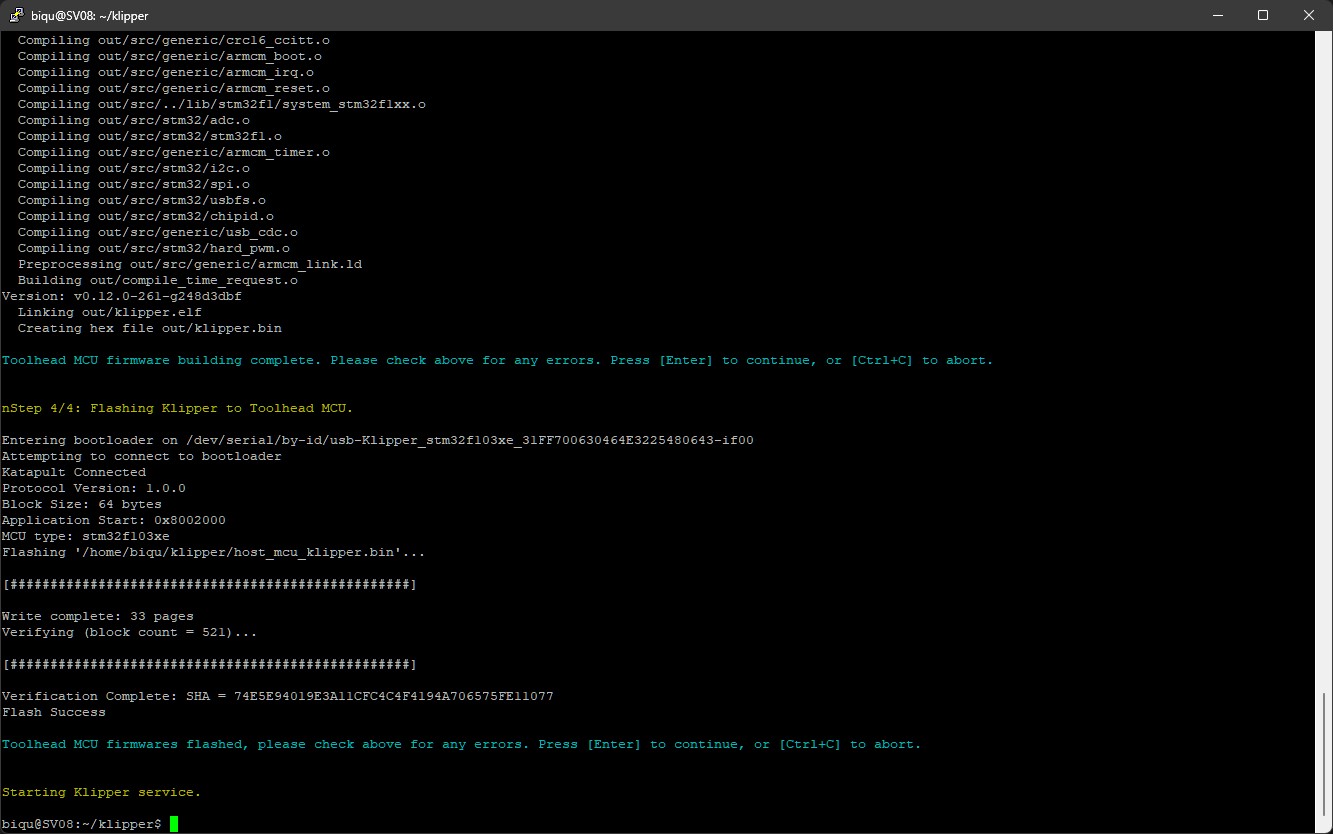 biqu@SV08: ~/klipper
Compiling out/src/generic/crc16_ccitt.o
Compiling out/src/generic/armcm_boot.o
Compiling out/src/generic/armcm_irq.o
Compiling out/src/generic/armcm_reset.o
Compiling out/src/../lib/stm32f1/system_stm32f1xx.o
Compiling out/src/stm32/adc.o
Compiling out/src/stm32/stm32f1.o
Compiling out/src/generic/armcm_timer.o
Compiling out/src/stm32/i2c.o
Compiling out/src/stm32/spi.o
Compiling out/src/stm32/usbfs.o
Compiling out/src/stm32/chipid.o
Compiling out/src/generic/usb_cdc.o
Compiling out/src/stm32/hard_pwm.o
Preprocessing out/src/generic/armcm_link.ld
Building out/compile_time_request.o
Version: v0.12.0-261-g248d3dbf
Linking out/klipper.elf
Creating hex file out/klipper.bin
Toolhead MCU firmware building complete. Please check above for any errors. Press [Enter] to continue, or [Ctrl+C] to abort.
nStep 4/4: Flashing Klipper to Toolhead MCU.
Entering bootloader on /dev/serial/by-id/usb-Klipper_stm32f103xe_31FF700630464E3225480643-if00
Attempting to connect to bootloader
Katapult Connected
Protocol Version: 1.0.0
Block Size: 64 bytes
Application Start: 0x8002000
MCU type: stm32f103xe
Flashing '/home/biqu/klipper/host_mcu_klipper.bin'...
[##################################################]
Write complete: 33 pages
Verifying (block count = 521)...
[##################################################]
Verification Complete: SHA = 74E5E94019E3A11CFC4C4F4194A706575FE11077
Flash Success
Toolhead MCU firmwares flashed, please check above for any errors. Press [Enter] to continue, or [Ctrl+C] to abort.
Starting Klipper service.
biqu@SV08:~/klipper$